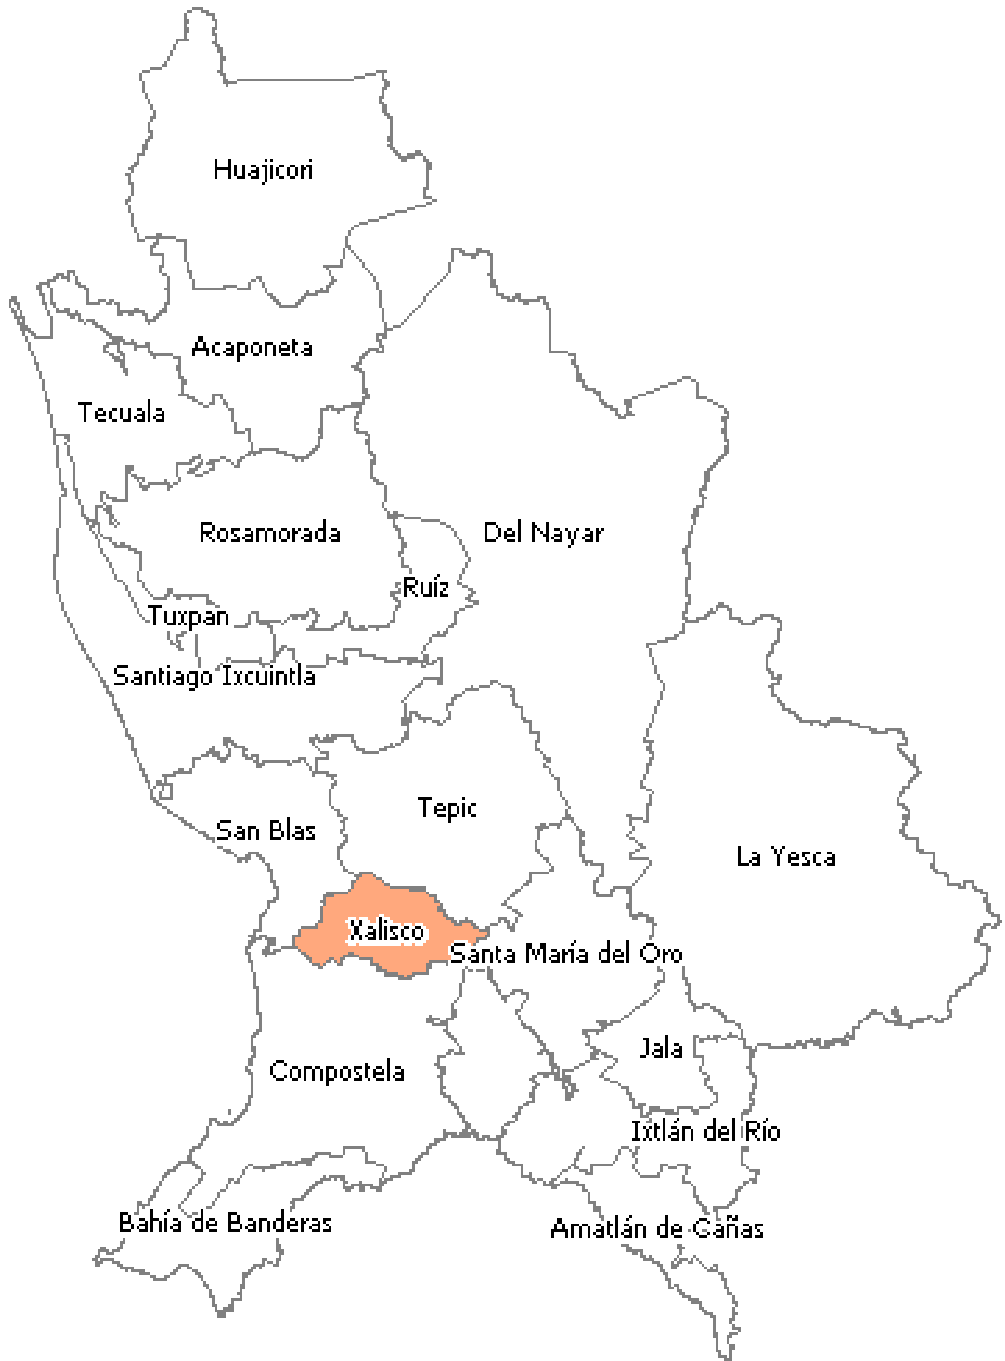 Huajicori
Acaponeta
Tecuala
Rosamorada
Del Nayar
Ruíz
Tuxpan
Santiago Ixcuintla
Tepic
San Blas
La Yesca
Xalisco
Santa María del Oro
Jala
Compostela
Ixtlán del Río
Bahía de Banderas
Amatlán de Cañas